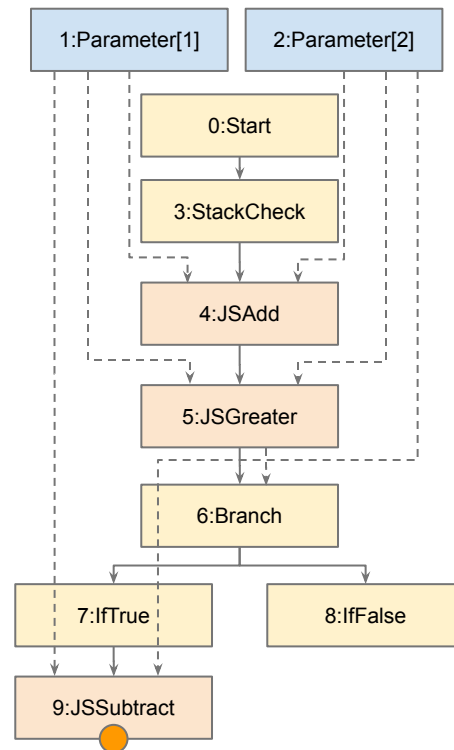 1:Parameter[1]
2:Parameter[2]
0:Start
3:StackCheck
4:JSAdd
5:JSGreater
6:Branch
7:IfTrue
8:IfFalse
9:JSSubtract